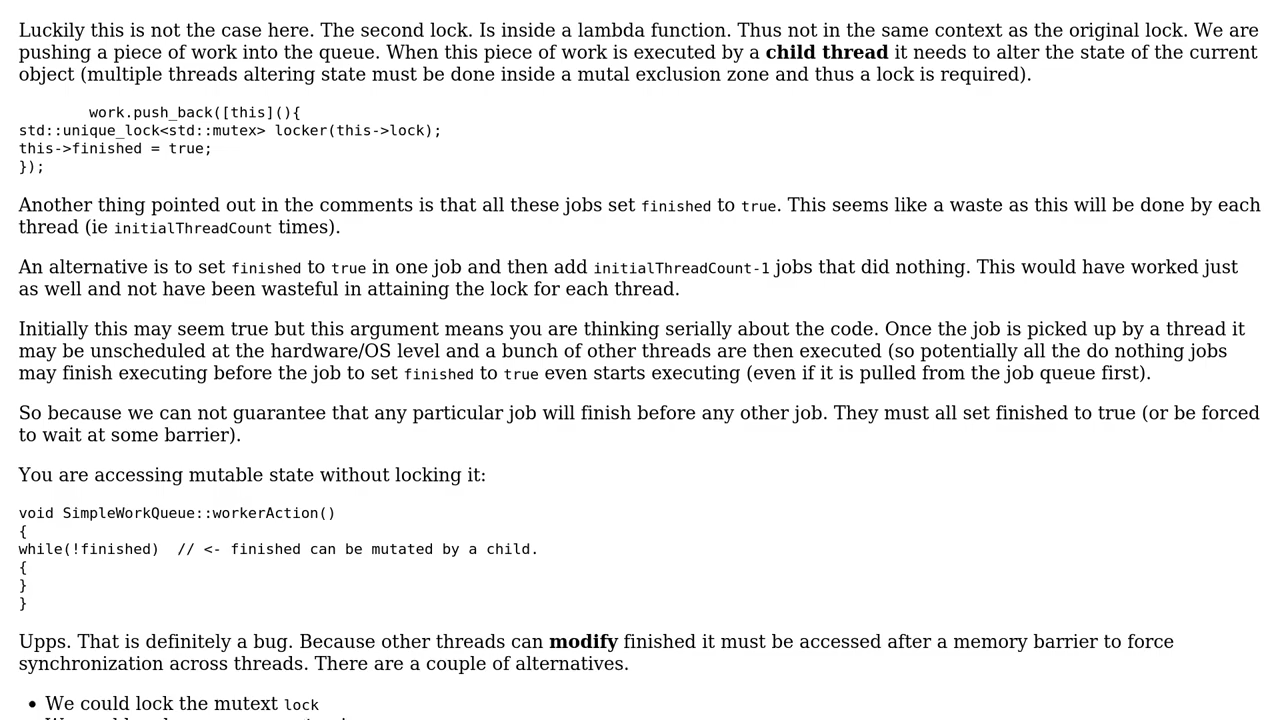 Luckily this is not the case here. The second lock. Is inside a lambda function. Thus not in the same context as the original lock. We are
pushing a piece of work into the queue. When this piece of work is executed by a child thread it needs to alter the state of the current
object (multiple threads altering state must be done inside a mutal exclusion zone and thus a lock is required).
work.push_back([this](){
std::unique_lock<std::mutex> locker(this->lock);
this->finished = true;
});
Another thing pointed out in the comments is that all these jobs set finished to true. This seems like a waste as this will be done by each
thread (ie initialThreadCount times).
An alternative is to set finished to true in one job and then add initialThreadCount-1 jobs that did nothing. This would have worked just
as well and not have been wasteful in attaining the lock for each thread.
Initially this may seem true but this argument means you are thinking serially about the code. Once the job is picked up by a thread it
may be unscheduled at the hardware/OS level and a bunch of other threads are then executed (so potentially all the do nothing jobs
may finish executing before the job to set finished to true even starts executing (even if it is pulled from the job queue first).
So because we can not guarantee that any particular job will finish before any other job. They must all set finished to true (or be forced
to wait at some barrier).
You are accessing mutable state without locking it:
void SimpleWorkQueue::workerAction()
{
while(!finished)  // <- finished can be mutated by a child.
{
}
}
Upps. That is definitely a bug. Because other threads can modify finished it must be accessed after a memory barrier to force
synchronization across threads. There are a couple of alternatives.
• We could lock the mutext lock